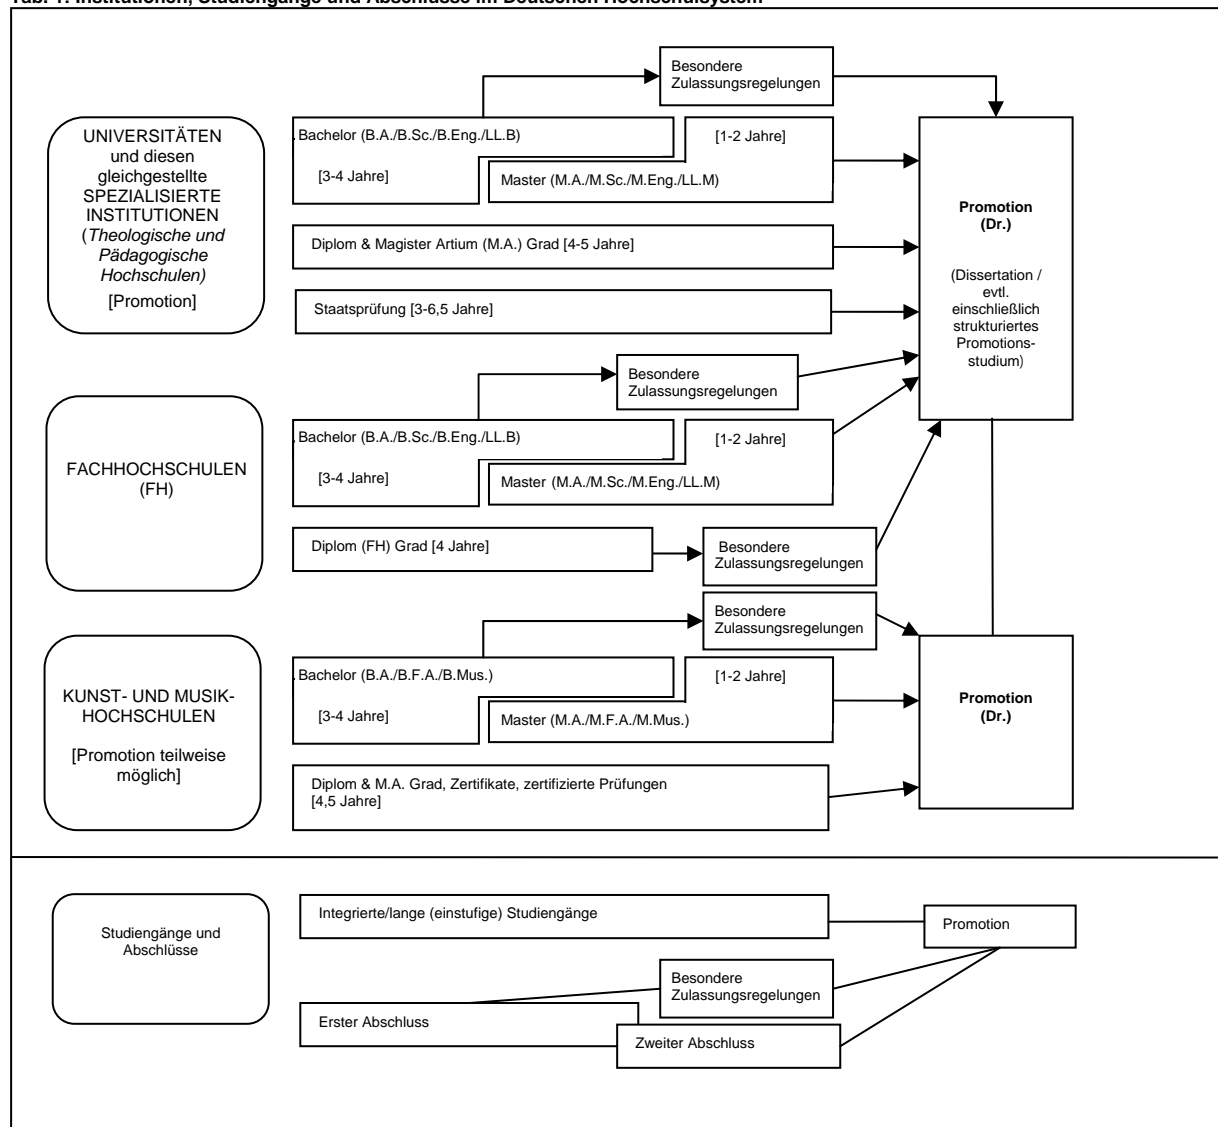 Tab. 1: Institutionen, Studiengänge und Abschlüsse im Deutschen Hochschulsystem
Besondere
Zulassungsregelungen
UNIVERSITÄTEN
und diesen
gleichgestellte
SPEZIALISIERTE
INSTITUTIONEN
(Theologische und
Pädagogische
Hochschulen)
[Promotion]
Bachelor (B.A./B.Sc./B.Eng./LL.B)
[3-4 Jahre]
[1-2 Jahre]
Master (M.A./M.Sc./M.Eng./LL.M)
Diplom & Magister Artium (M.A.) Grad [4-5 Jahre]
Staatsprüfung [3-6,5 Jahre]
Promotion
(Dr.)
(Dissertation /
evtl.
einschließlich
strukturiertes
Promotions-
studium)
Besondere
Zulassungsregelungen
FACHHOCHSCHULEN
(FH)
Bachelor (B.A./B.Sc./B.Eng./LL.B)
[3-4 Jahre]
[1-2 Jahre]
Master (M.A./M.Sc./M.Eng./LL.M)
Diplom (FH) Grad [4 Jahre]
Besondere
Zulassungsregelungen
Besondere
Zulassungsregelungen
KUNST- UND MUSIK-
HOCHSCHULEN
[Promotion teilweise
möglich]
Bachelor (B.A./B.F.A./B.Mus.)
[3-4 Jahre]
[1-2 Jahre]
Master (M.A./M.F.A./M.Mus.)
Diplom & M.A. Grad, Zertifikate, zertifizierte Prüfungen
[4,5 Jahre]
Promotion
(Dr.)
Studiengänge und
Abschlüsse
Integrierte/lange (einstufige) Studiengänge
Promotion
Besondere
Zulassungsregelungen
Erster Abschluss
Zweiter Abschluss